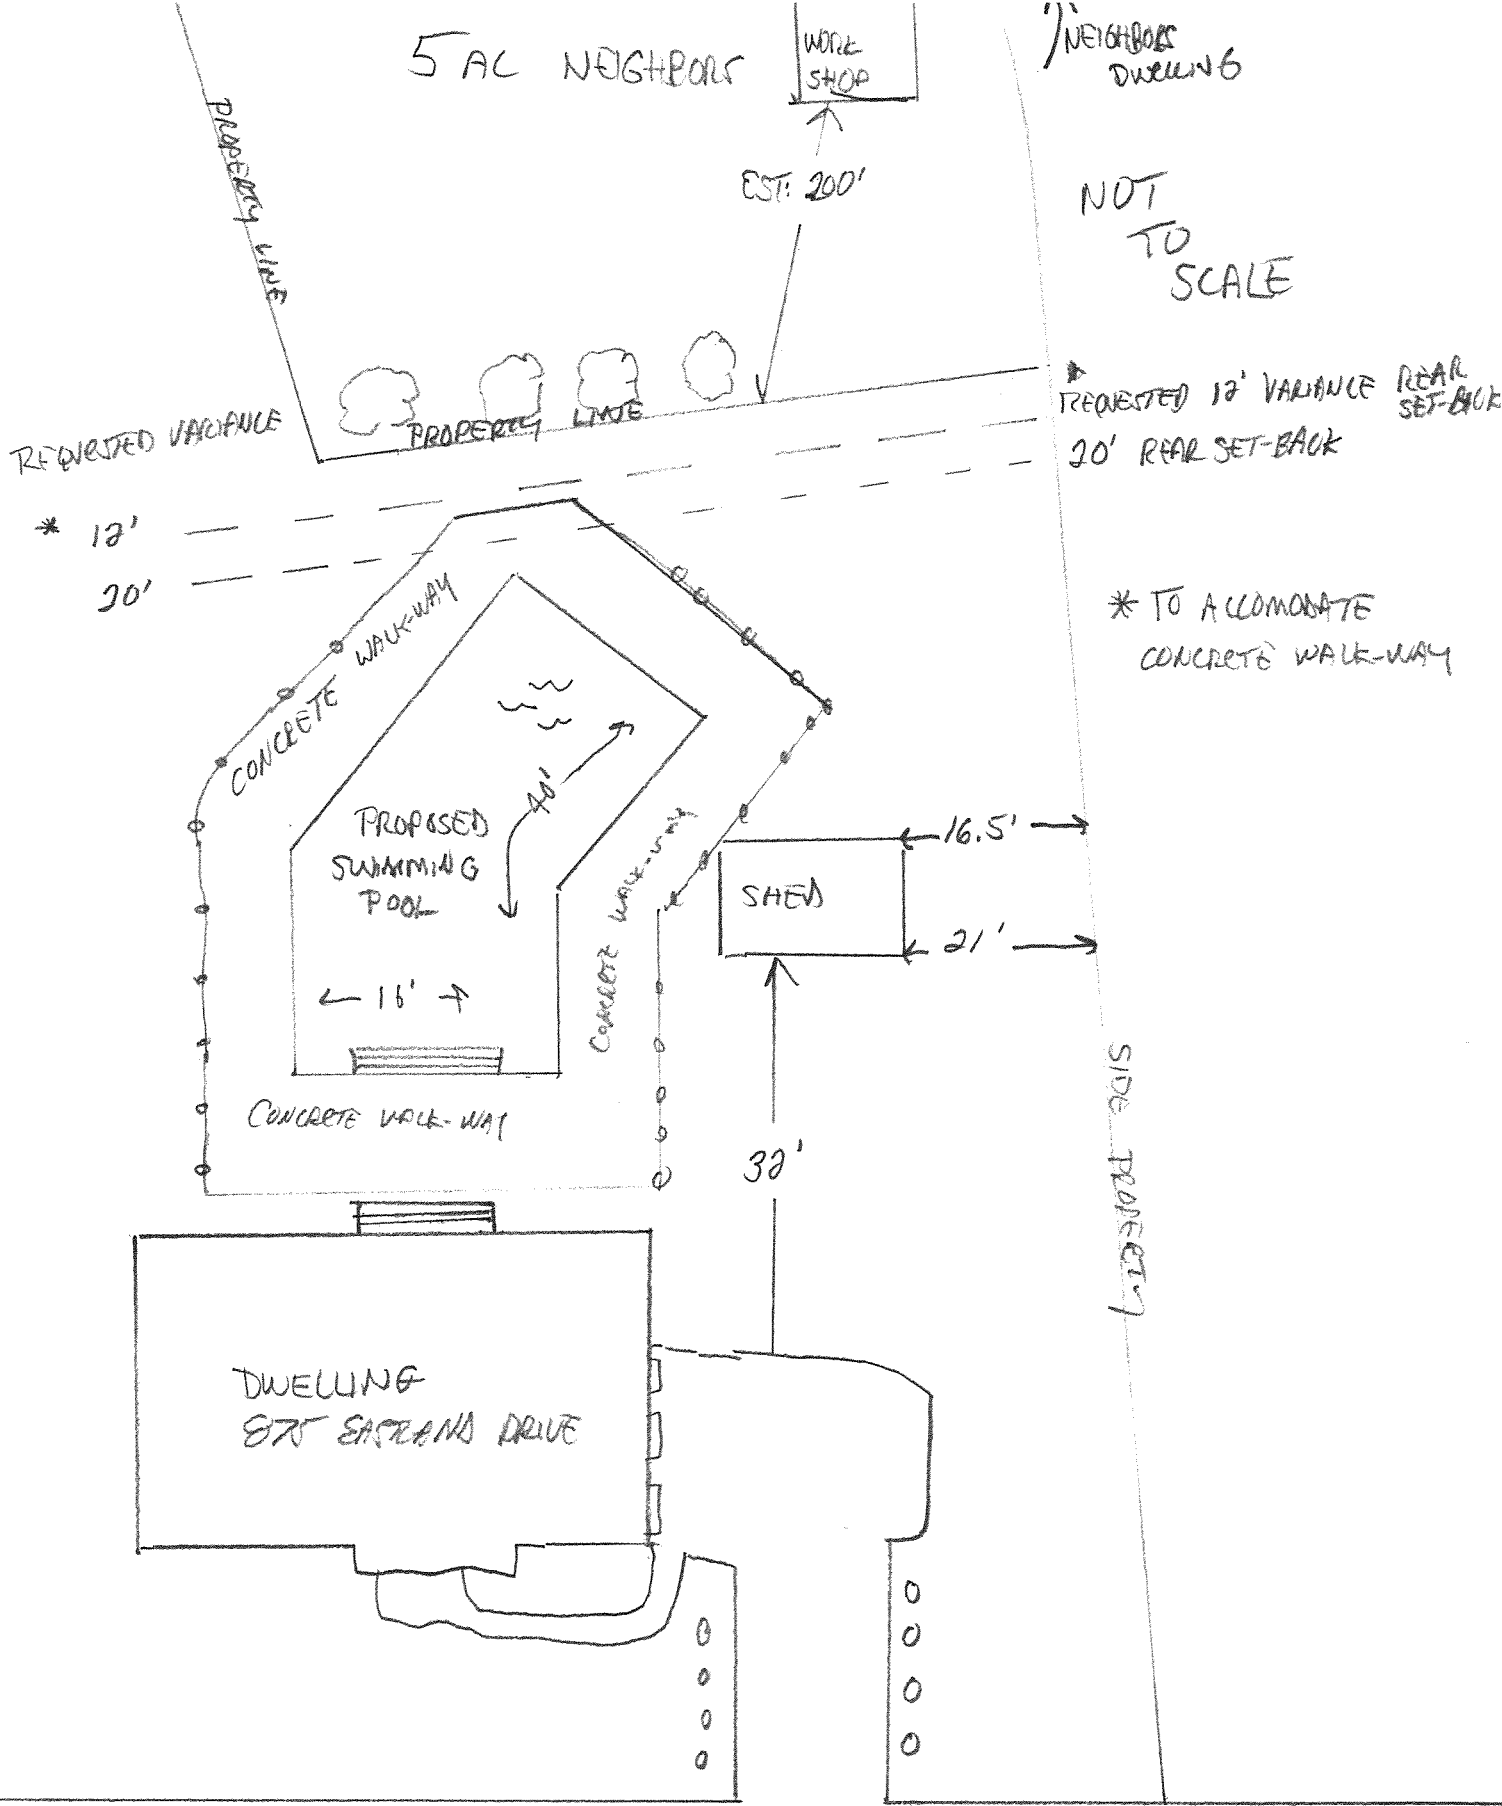 5 AC NEIGHBORS
WORK
SHOP
NEIGHBORS
DWELLING
PROPERTY LINE
EST: 200'
NOT
TO
SCALE
REQUESTED VARIANCE
PROPERTY LINE
REQUESTED 12' VARIANCE REAR
SET-BACK
20' REAR SET-BACK
* 12'
20'
* TO ACCOMODATE
CONCRETE WALK-WAY
CONCRETE WALK-WAY
PROPOSED
SWIMMING
POOL
40'
16'
CONCRETE WALK-WAY
SHED
16.5'
21'
CONCRETE WALK-WAY
32'
SIDE PROPERTY
DWELLING
875 EASTLAND DRIVE